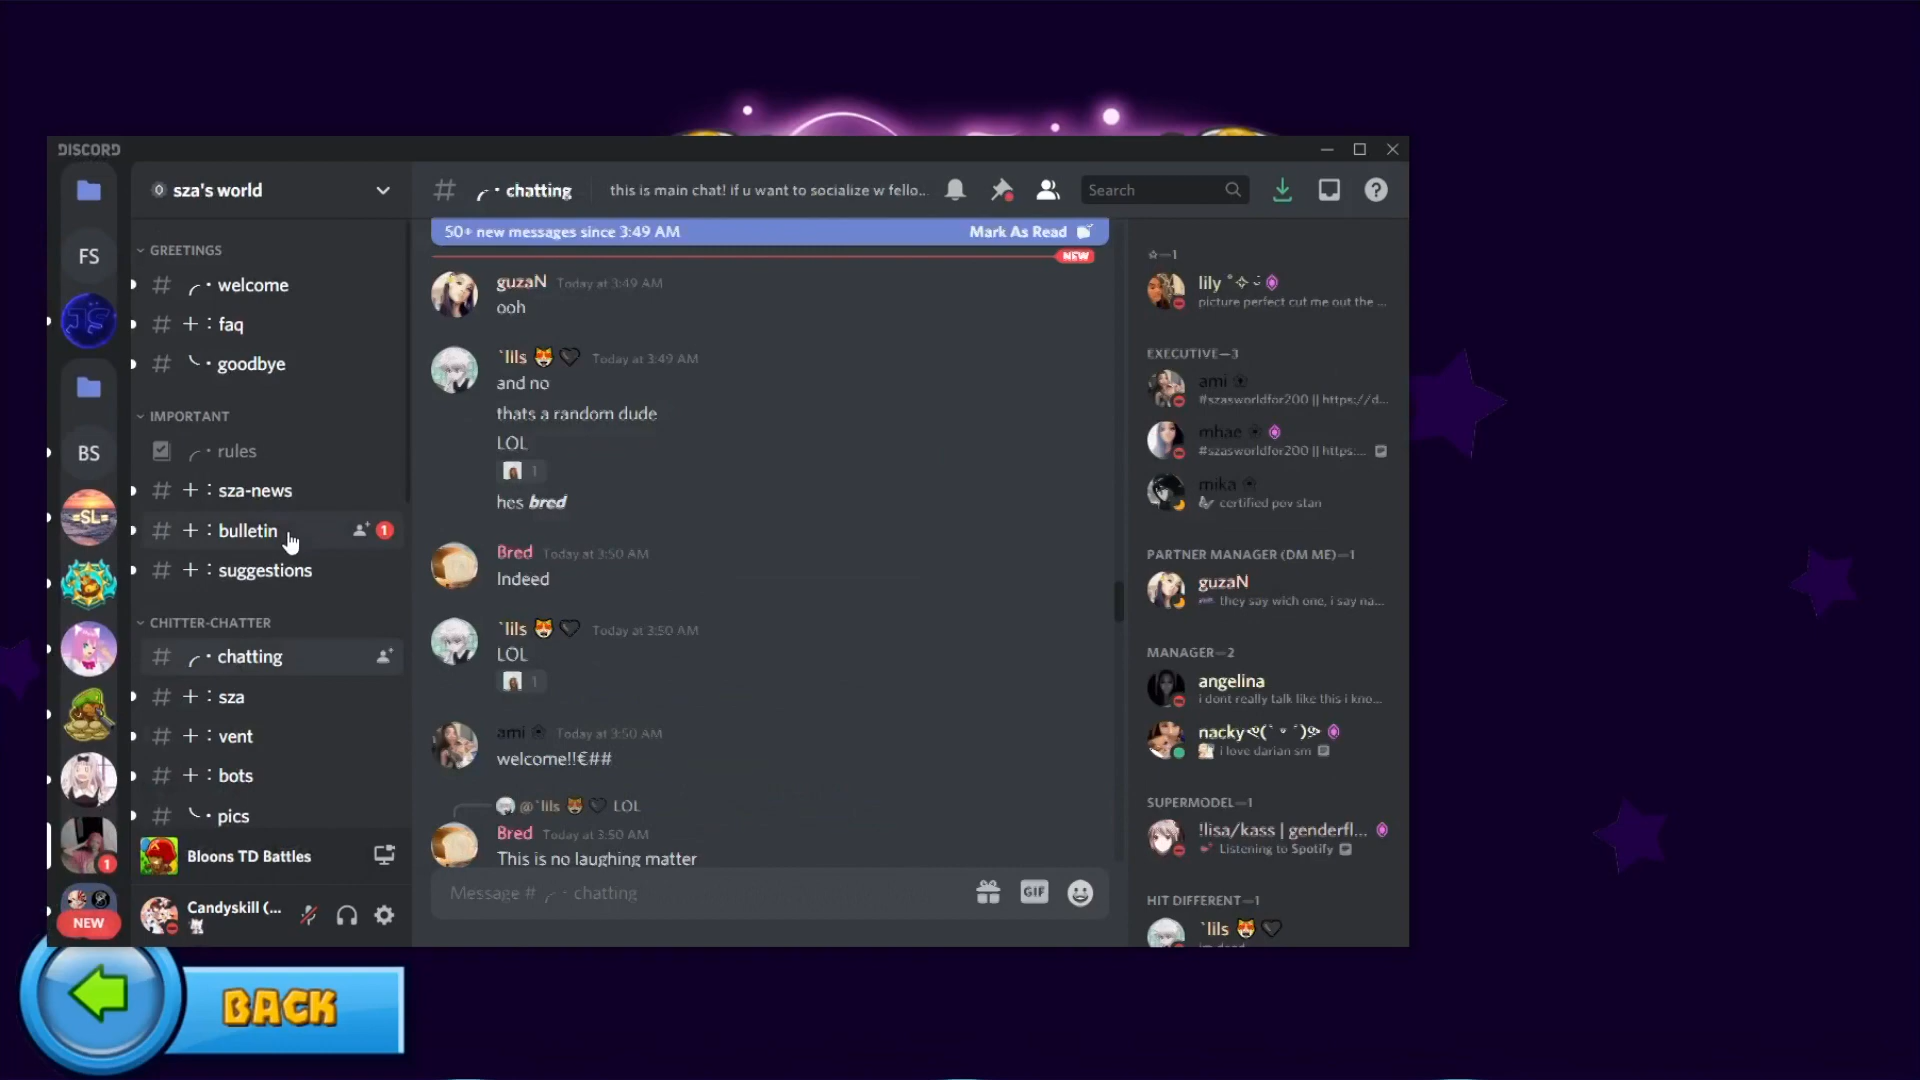 DISCORD
sza's world
chatting
this is main chat! if u want to socialize w fello...
Search
50+ new messages since 3:49 AM
Mark As Read
NEW
FS
JS
BS
=SL=
1
NEW
GREETINGS
# welcome
# + : faq
# goodbye
IMPORTANT
rules
# + : sza-news
# + : bulletin 1
# + : suggestions
CHITTER-CHATTER
# chatting
# + : sza
# + : vent
# + : bots
# pics
Bloons TD Battles
Candyskill (...
guzaN Today at 3:49 AM
ooh
`lils 😻 🖤 Today at 3:49 AM
and no
thats a random dude
LOL
1
hes bred
Bred Today at 3:50 AM
Indeed
`lils 😻 🖤 Today at 3:50 AM
LOL
1
ami Today at 3:50 AM
welcome!!€##
@`lils 😻 🖤 LOL
Bred Today at 3:50 AM
This is no laughing matter
Message # chatting
GIF
☆—1
lily
picture perfect cut me out the ...
EXECUTIVE—3
ami
#szasworldfor200 || https://d...
mhae
#szasworldfor200 || https:...
mika
certified pov stan
PARTNER MANAGER (DM ME)—1
guzaN
they say wich one, i say na...
MANAGER—2
angelina
i dont really talk like this i kno...
nacky
i love darian sm
SUPERMODEL—1
!lisa/kass | genderfl...
Listening to Spotify
HIT DIFFERENT—1
`lils 😻 🖤
BACK